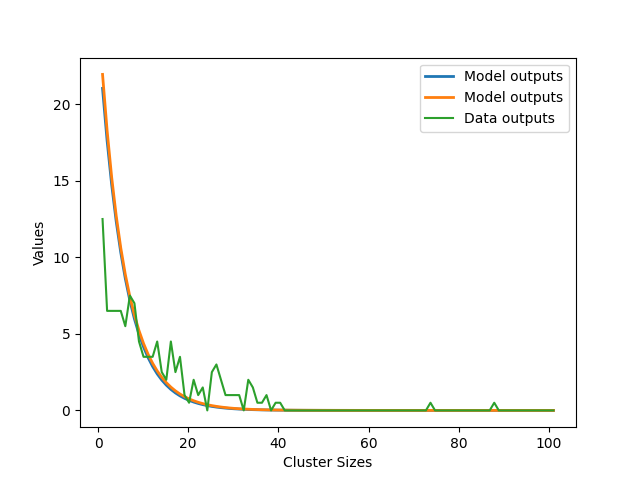 Model outputs
Model outputs
Data outputs
Values
20
15
10
5
0
0 20 40 60 80 100
Cluster Sizes